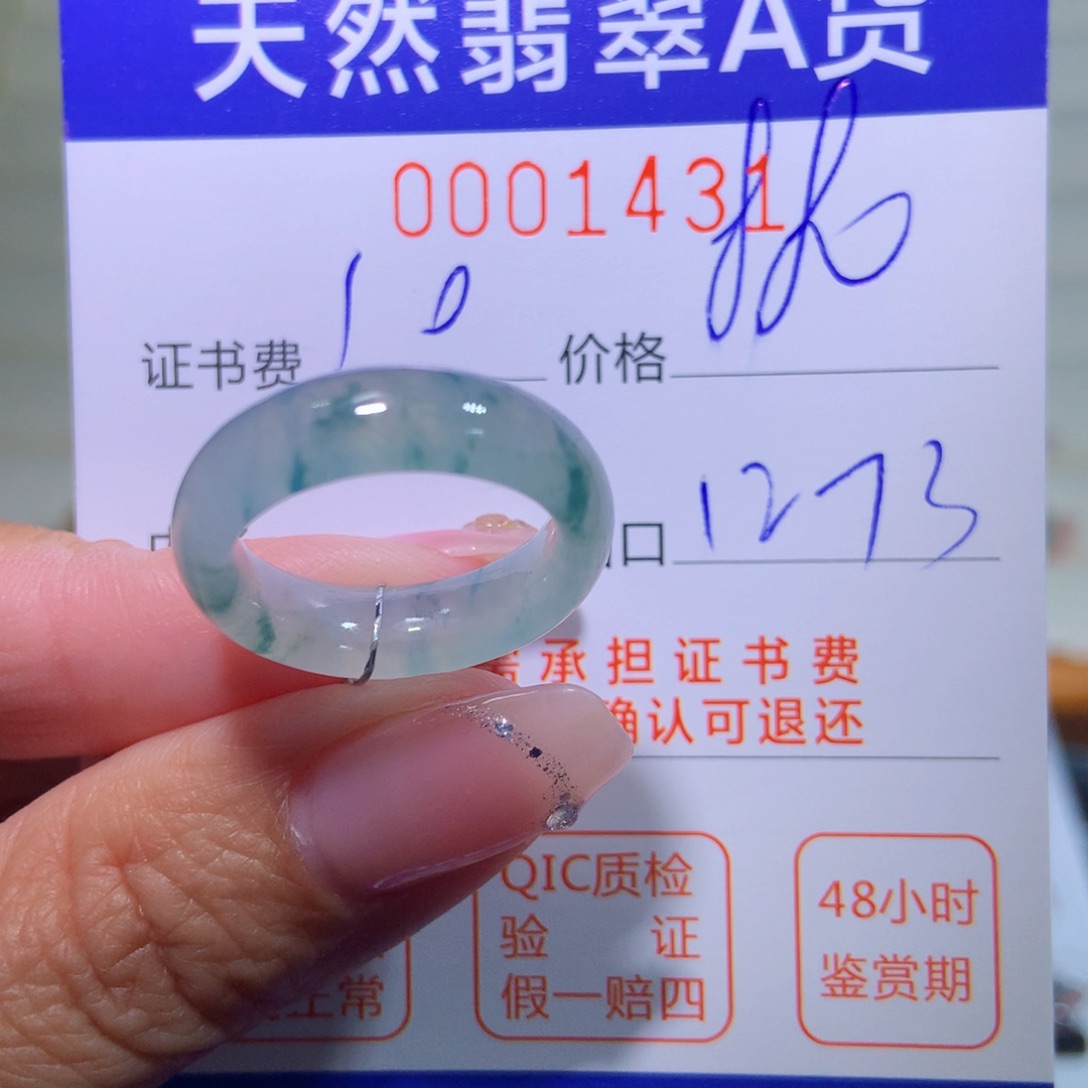 天然翡翠A货
0001431
证书费 10 价格
口 1273
需承担证书费
确认可退还
QIC质检
验 证
假一赔四
48小时
鉴赏期
正常